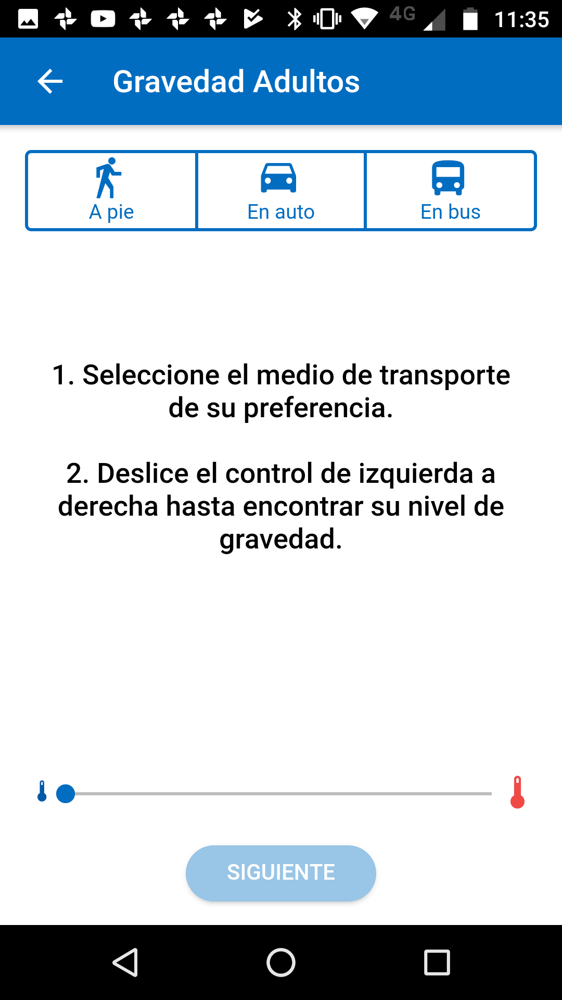 4G 11:35
Gravedad Adultos
A pie En auto En bus
1. Seleccione el medio de transporte
de su preferencia.
2. Deslice el control de izquierda a
derecha hasta encontrar su nivel de
gravedad.
SIGUIENTE